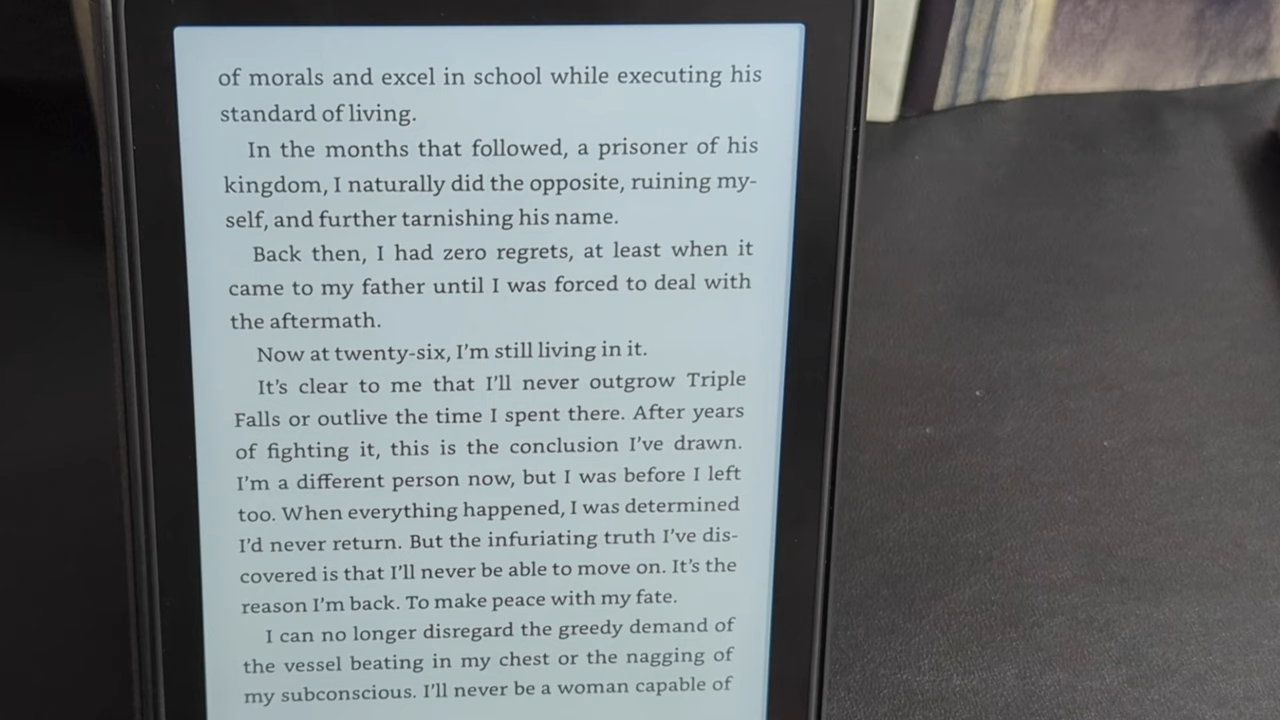 of morals and excel in school while executing his
standard of living.
In the months that followed, a prisoner of his
kingdom, I naturally did the opposite, ruining my-
self, and further tarnishing his name.
Back then, I had zero regrets, at least when it
came to my father until I was forced to deal with
the aftermath.
Now at twenty-six, I’m still living in it.
It’s clear to me that I’ll never outgrow Triple
Falls or outlive the time I spent there. After years
of fighting it, this is the conclusion I’ve drawn.
I’m a different person now, but I was before I left
too. When everything happened, I was determined
I’d never return. But the infuriating truth I’ve dis-
covered is that I’ll never be able to move on. It’s the
reason I’m back. To make peace with my fate.
I can no longer disregard the greedy demand of
the vessel beating in my chest or the nagging of
my subconscious. I’ll never be a woman capable of